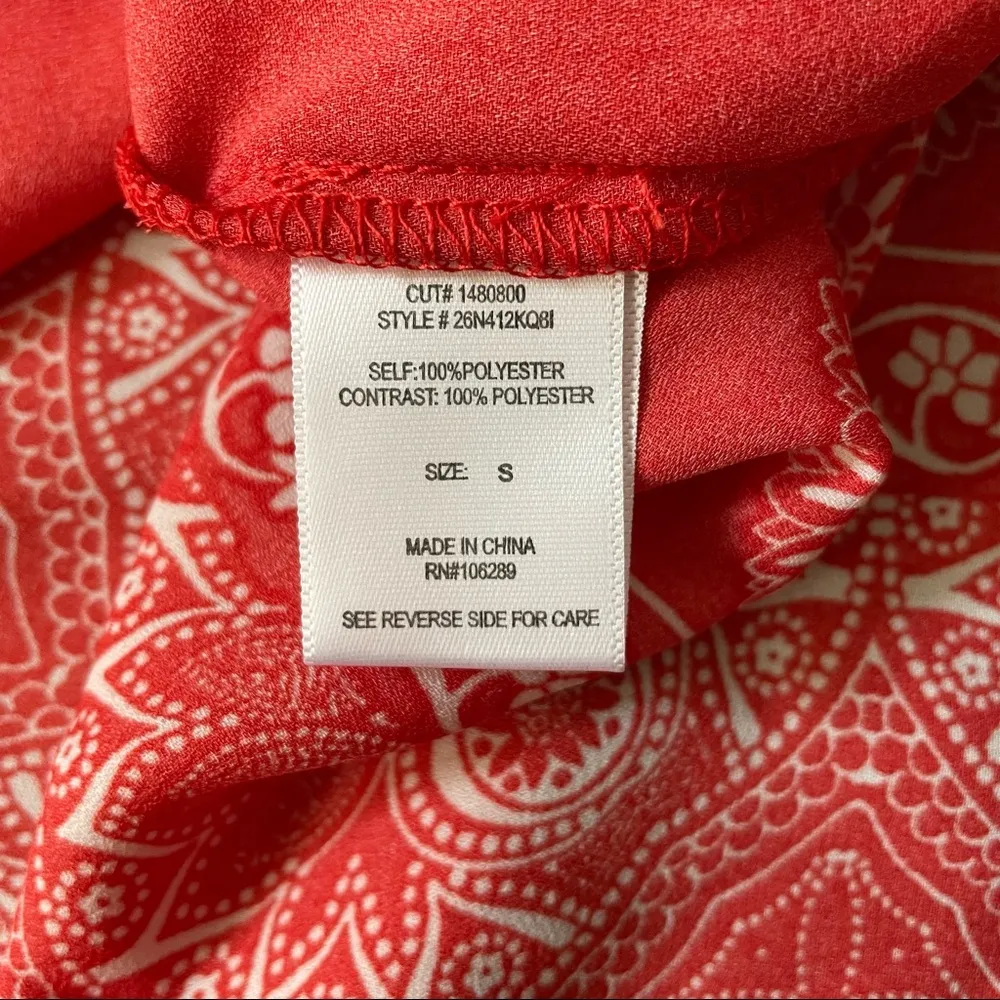 CUT# 1480800
STYLE # 26N412KQ8I
SELF:100%POLYESTER
CONTRAST: 100% POLYESTER
SIZE: S
MADE IN CHINA
RN#106289
SEE REVERSE SIDE FOR CARE